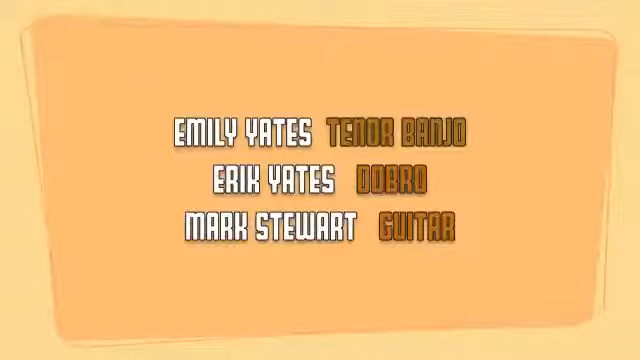 EMILY YATES TENOR BANJO
ERIK YATES DOBRO
MARK STEWART GUITAR